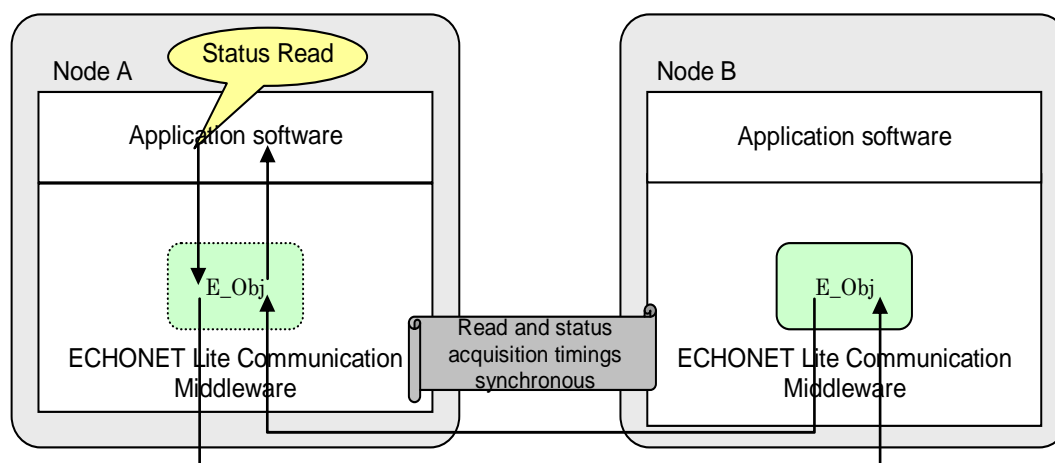 Status Read
Node A
Node B
Application software
Application software
E_Obj
E_Obj
Read and status
acquisition timings
synchronous
ECHONET Lite Communication
Middleware
ECHONET Lite Communication
Middleware